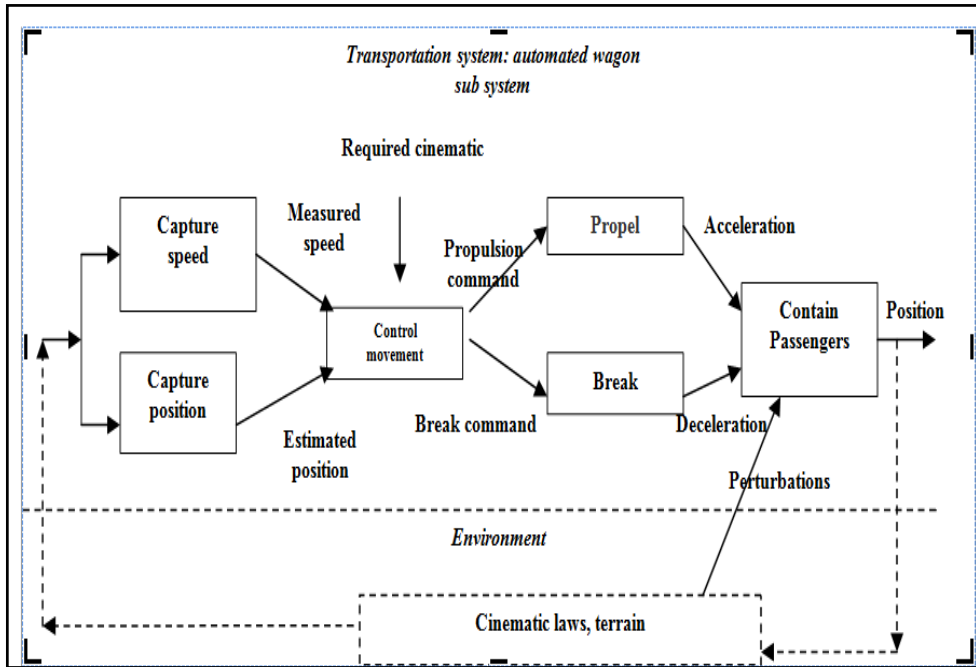 Transportation system: automated wagon
sub system
Required cinematic
Capture
speed
Measured
speed
Propulsion
command
Propel
Acceleration
Control
movement
Contain
Passengers
Position
Capture
position
Estimated
position
Break command
Break
Deceleration
Perturbations
Environment
Cinematic laws, terrain